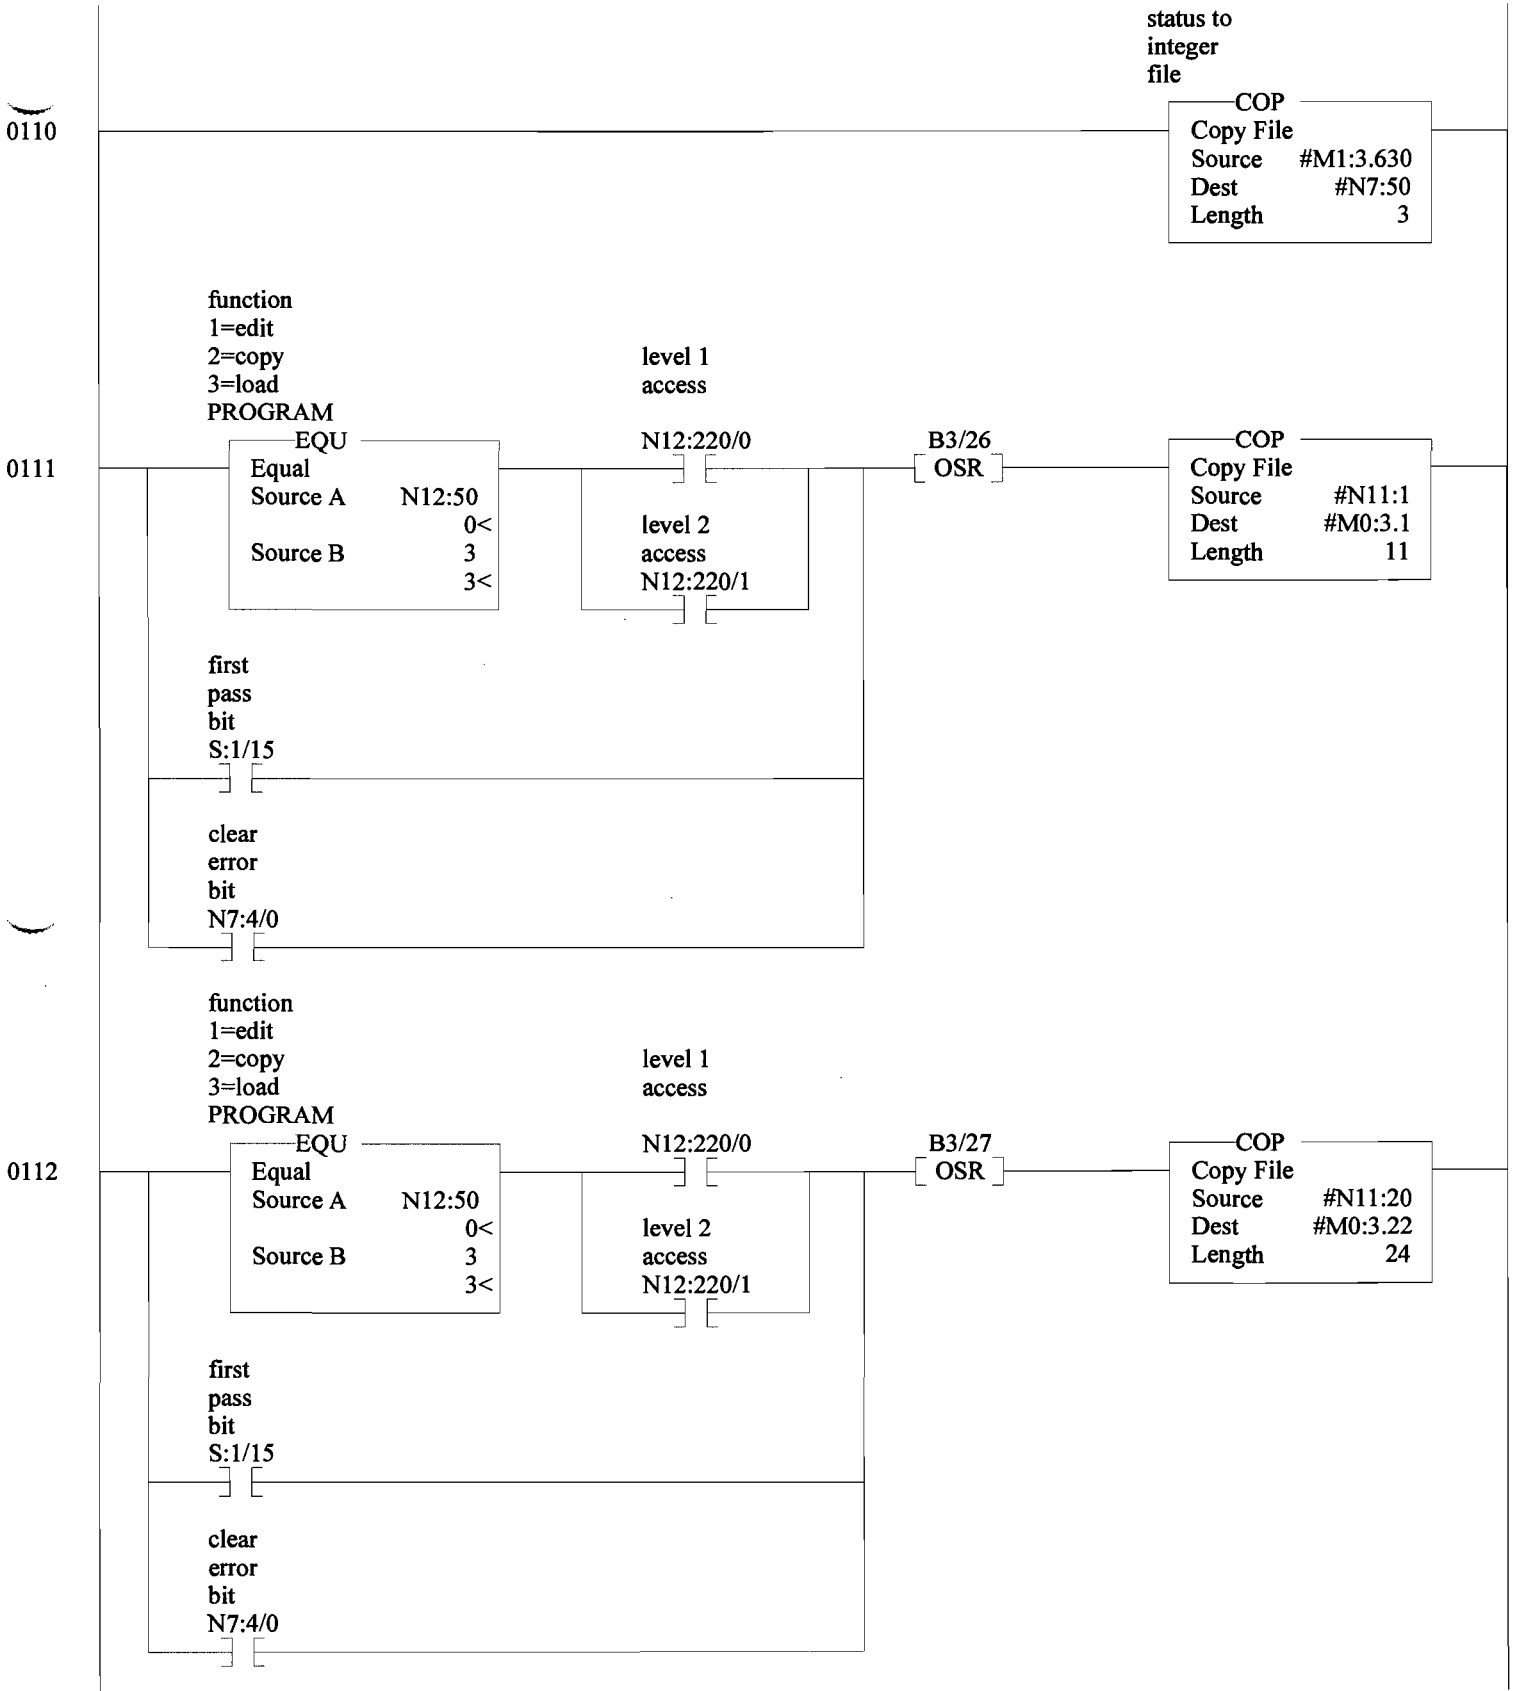 status to
integer
file
COP
0110
Copy File
Source #M1:3.630
Dest #N7:50
Length 3
function
1=edit
2=copy
3=load
PROGRAM
level 1
access
EQU
N12:220/0
B3/26
COP
0111
Equal
OSR
Copy File
Source A N12:50
Source #N11:1
0<
level 2
Dest #M0:3.1
Source B 3
access
Length 11
3<
N12:220/1
first
pass
bit
S:1/15
clear
error
bit
N7:4/0
function
1=edit
2=copy
3=load
PROGRAM
level 1
access
EQU
N12:220/0
B3/27
COP
0112
Equal
OSR
Copy File
Source A N12:50
Source #N11:20
0<
level 2
Dest #M0:3.22
Source B 3
access
Length 24
3<
N12:220/1
first
pass
bit
S:1/15
clear
error
bit
N7:4/0